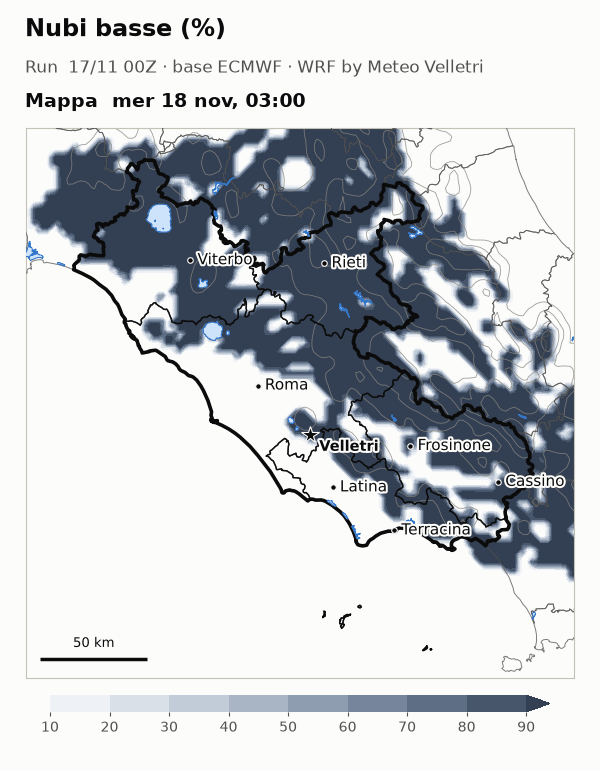 Nubi basse (%)
Run  17/11 00Z · base ECMWF · WRF by Meteo Velletri
Mappa  mer 18 nov, 03:00
Viterbo
Rieti
Roma
Velletri
Frosinone
Cassino
Latina
Terracina
50 km
10 20 30 40 50 60 70 80 90